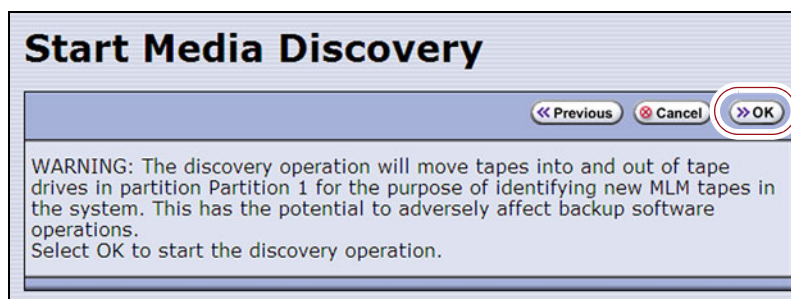 Start Media Discovery
Previous Cancel OK
WARNING: The discovery operation will move tapes into and out of tape
drives in partition Partition 1 for the purpose of identifying new MLM tapes in
the system. This has the potential to adversely affect backup software
operations.
Select OK to start the discovery operation.